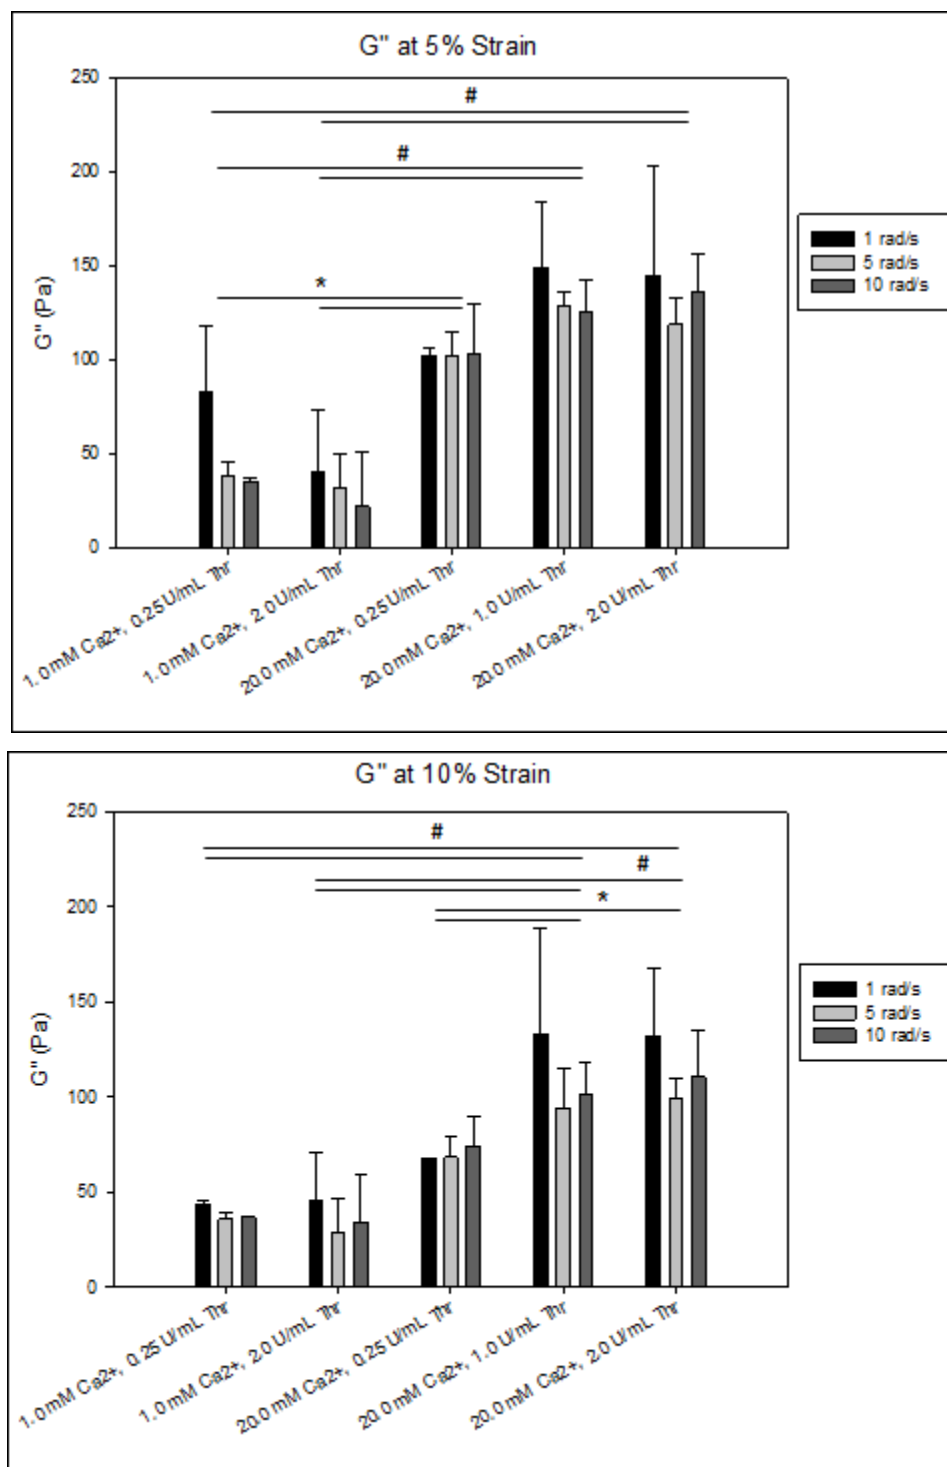 G'' at 5% Strain
250
200
150
100
50
0
G'' (Pa)
#
#
*
1 rad/s
5 rad/s
10 rad/s
1.0 mM Ca2+, 0.25 U/mL Thr
1.0 mM Ca2+, 2.0 U/mL Thr
20.0 mM Ca2+, 0.25 U/mL Thr
20.0 mM Ca2+, 1.0 U/mL Thr
20.0 mM Ca2+, 2.0 U/mL Thr
G'' at 10% Strain
250
200
150
100
50
0
G'' (Pa)
#
#
*
1 rad/s
5 rad/s
10 rad/s
1.0 mM Ca2+, 0.25 U/mL Thr
1.0 mM Ca2+, 2.0 U/mL Thr
20.0 mM Ca2+, 0.25 U/mL Thr
20.0 mM Ca2+, 1.0 U/mL Thr
20.0 mM Ca2+, 2.0 U/mL Thr